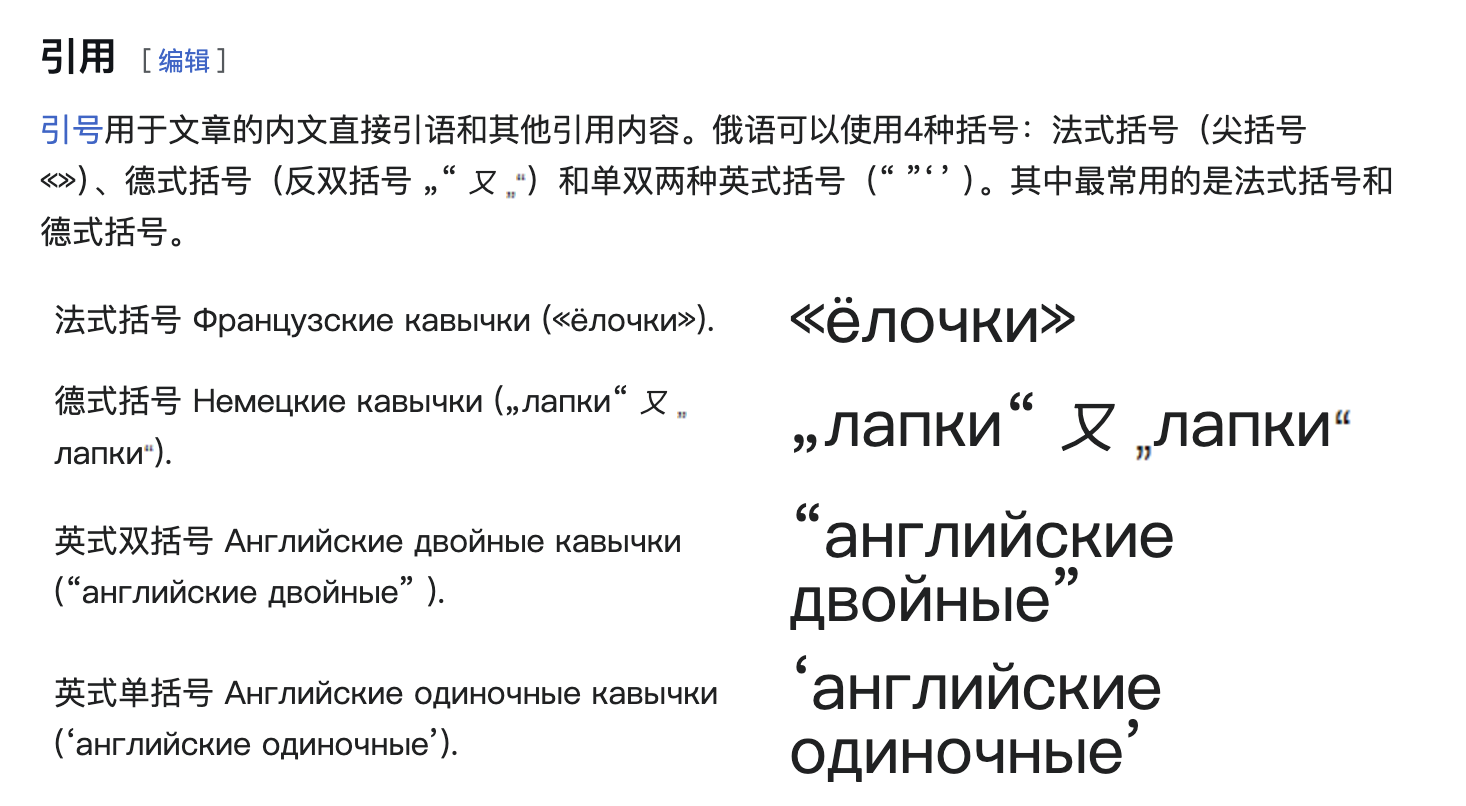 引用 [编辑]
引号用于文章的内文直接引语和其他引用内容。俄语可以使用4种括号：法式括号（尖括号
«»）、德式括号（反双括号 „“ 又 „“）和单双两种英式括号（“ ”‘ ’ ）。其中最常用的是法式括号和
德式括号。
法式括号 Французские кавычки («ёлочки»).
«ёлочки»
德式括号 Немецкие кавычки („лапки“ 又 „
лапки“).
„лапки“ 又 „лапки“
英式双括号 Английские двойные кавычки
(“английские двойные” ).
“английские
двойные”
英式单括号 Английские одиночные кавычки
(‘английские одиночные’).
‘английские
одиночные’